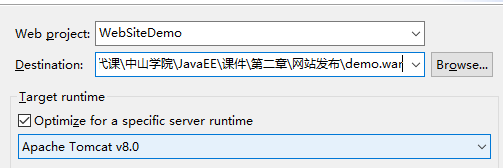 Web project: WebSiteDemo
Destination: 代课\中山学院\JavaEE\课件\第二章\网站发布\demo.war Browse...
Target runtime
Optimize for a specific server runtime
Apache Tomcat v8.0